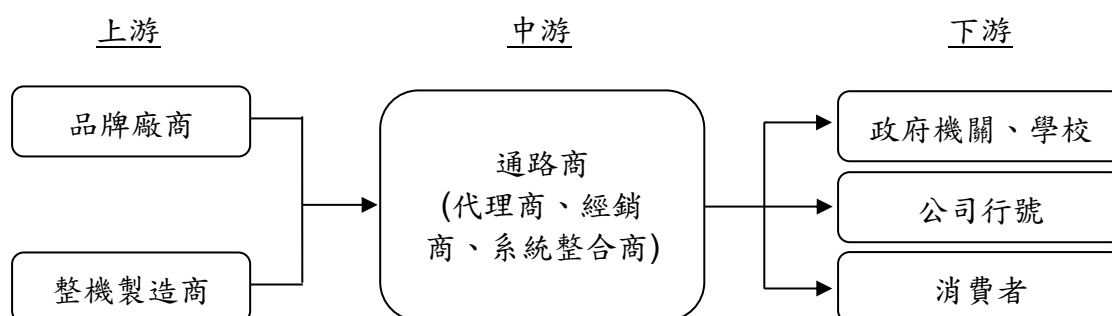 上游
中游
下游
品牌廠商
整機製造商
通路商
(代理商、經銷
商、系統整合商)
政府機關、學校
公司行號
消費者